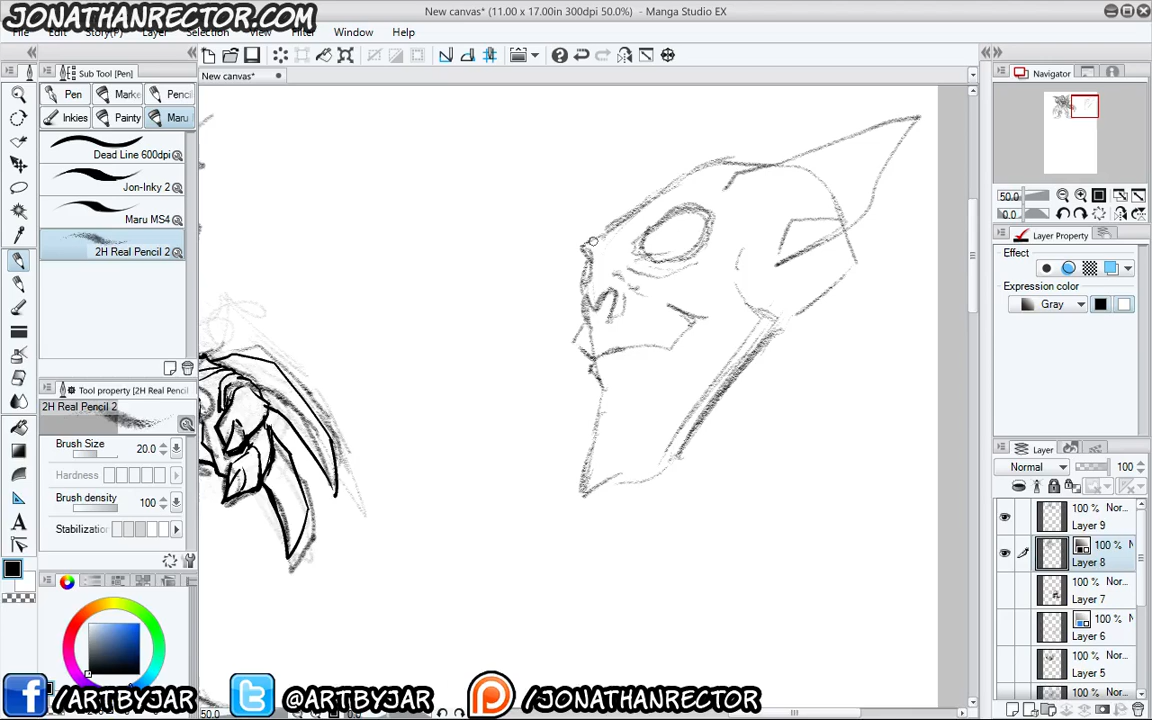 JONATHANRECTOR.COM
New canvas* (11.00 x 17.00in 300dpi 50.0%) - Manga Studio EX
File Edit Story(P) Layer Selection View Filter Window Help
Sub Tool [Pen]
New canvas*
Navigator
Pen Marke Pencil
Inkies Painty Maru
Dead Line 600dpi
Jon-Inky 2
Maru MS4
2H Real Pencil 2
50.0
0.0
Layer Property
Effect
Expression color
Gray
Tool property [2H Real Pencil
2H Real Pencil 2
Brush Size 20.0
Hardness
Brush density 100
Stabilization
Layer
Normal 100
100 % Nor...
Layer 9
100 % N
Layer 8
100 % Nor...
Layer 7
100 % N
Layer 6
100 % Nor...
Layer 5
100 % Nor...
/ARTBYJAR @ARTBYJAR /JONATHANRECTOR
50.0 0.0